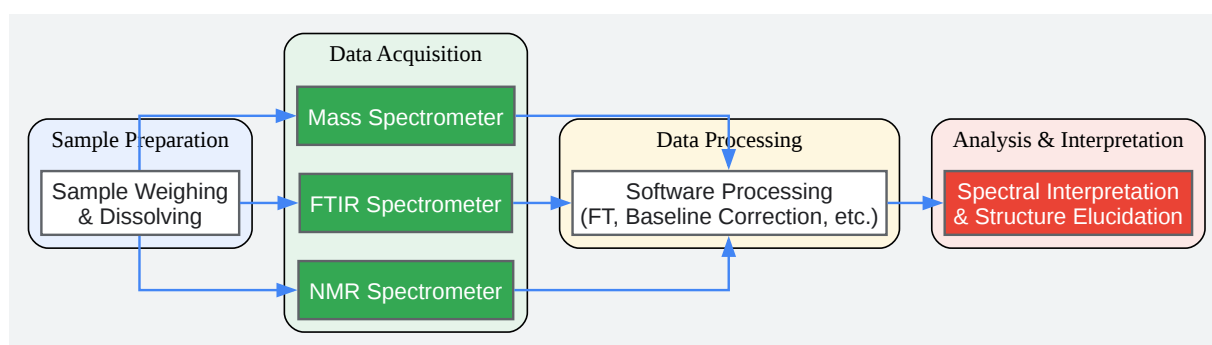 Sample Preparation
Sample Weighing
& Dissolving
Data Acquisition
Mass Spectrometer
FTIR Spectrometer
NMR Spectrometer
Data Processing
Software Processing
(FT, Baseline Correction, etc.)
Analysis & Interpretation
Spectral Interpretation
& Structure Elucidation